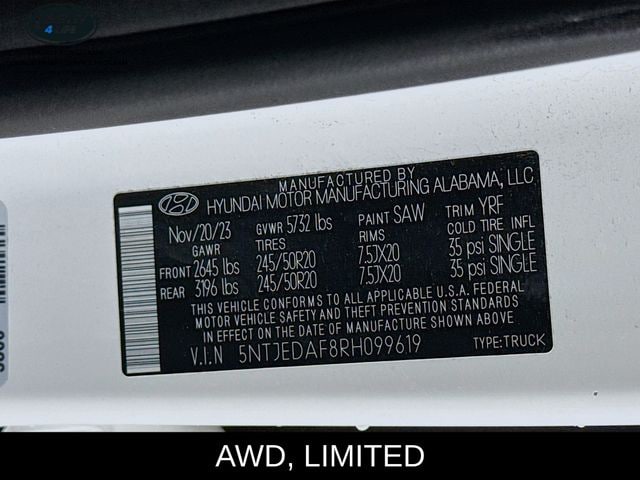 MANUFACTURED BY
HYUNDAI MOTOR MANUFACTURING ALABAMA, LLC
Nov/20/23 GVWR 5732 lbs PAINT SAW TRIM YRF
GAWR TIRES RIMS COLD TIRE INFL
FRONT 2645 lbs 245/50R20 7.5JX20 35 psi SINGLE
REAR 3196 lbs 245/50R20 7.5JX20 35 psi SINGLE
THIS VEHICLE CONFORMS TO ALL APPLICABLE U.S.A. FEDERAL
MOTOR VEHICLE SAFETY AND THEFT PREVENTION STANDARDS
IN EFFECT ON THE DATE OF MANUFACTURE SHOWN ABOVE
V.I.N 5NTJEDAF8RH099619 TYPE:TRUCK
AWD, LIMITED